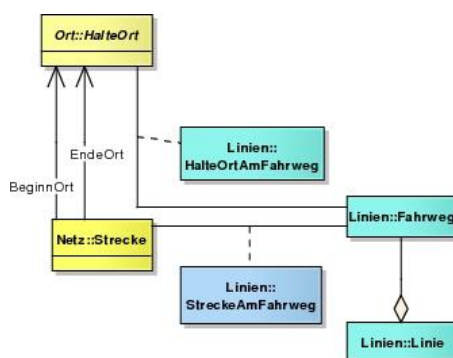 Ort::HalteOrt
Linien::
HalteOrtAmFahrweg
EndeOrt
BeginnOrt
Linien::Fahrweg
Netz::Strecke
Linien::
StreckeAmFahrweg
Linien::Linie